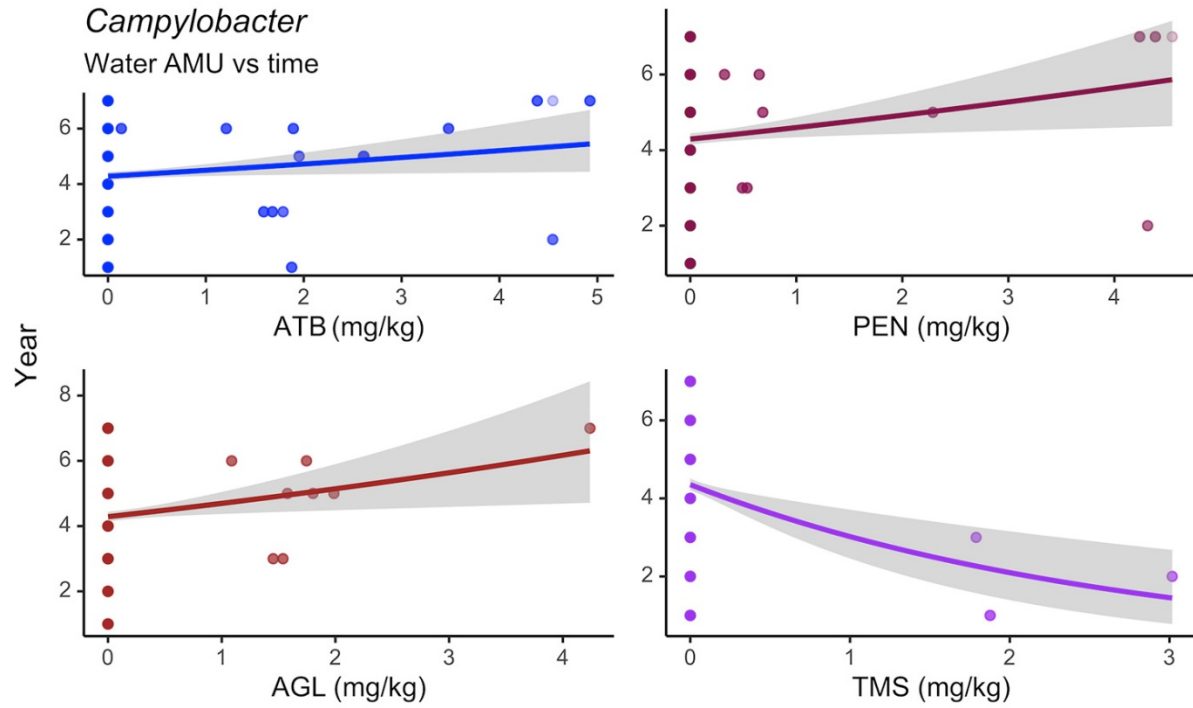 Campylobacter
Water AMU vs time
Year
6
4
2
0 1 2 3 4 5
ATB (mg/kg)
6
4
2
0 1 2 3 4
PEN (mg/kg)
8
6
4
2
0 1 2 3 4
AGL (mg/kg)
6
4
2
0 1 2 3
TMS (mg/kg)